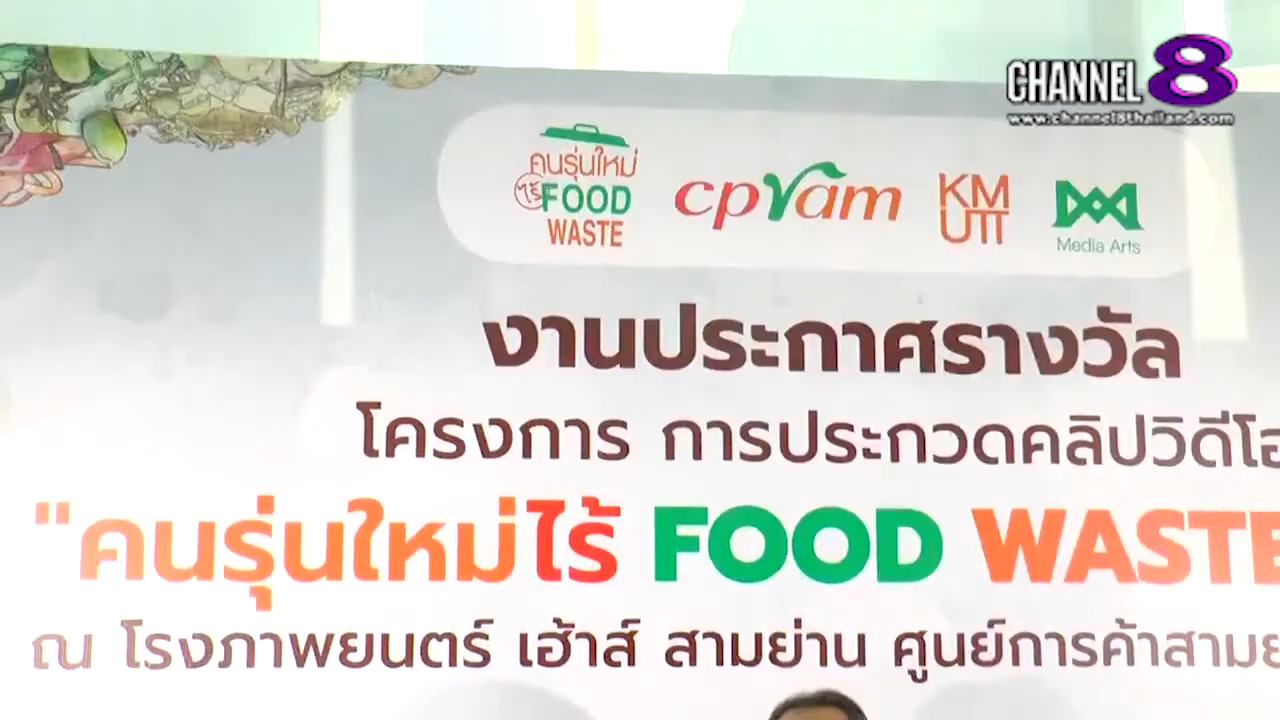 CHANNEL 8
www.channel8thailand.com
คนรุ่นใหม่
ไร้ FOOD
WASTE
cpram
KM
UTT
Media Arts
งานประกาศรางวัล
โครงการ การประกวดคลิปวิดีโอ
"คนรุ่นใหม่ไร้ FOOD WASTE
ณ โรงภาพยนตร์ เฮ้าส์ สามย่าน ศูนย์การค้าสามย